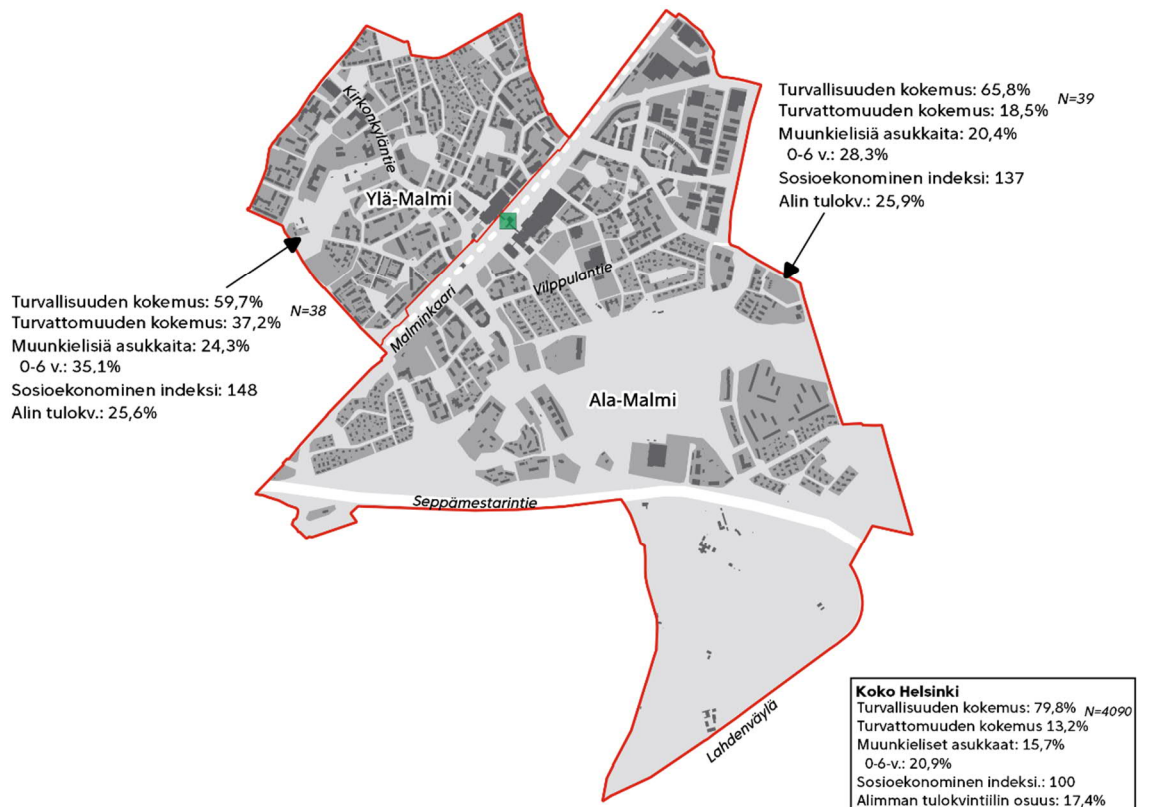 Turvallisuuden kokemus: 65,8%
Turvattomuuden kokemus: 18,5%
N=39
Muunkielisiä asukkaita: 20,4%
0-6 v.: 28,3%
Sosioekonominen indeksi: 137
Alin tulokv.: 25,9%
Kirkonkyläntie
Ylä-Malmi
Vilppulantie
Malminkaari
Turvallisuuden kokemus: 59,7%
Turvattomuuden kokemus: 37,2%
N=38
Muunkielisiä asukkaita: 24,3%
0-6 v.: 35,1%
Sosioekonominen indeksi: 148
Alin tulokv.: 25,6%
Ala-Malmi
Seppämestarintie
Lahdenväylä
Koko Helsinki
Turvallisuuden kokemus: 79,8% N=4090
Turvattomuuden kokemus 13,2%
Muunkieliset asukkaat: 15,7%
0-6-v.: 20,9%
Sosioekonominen indeksi.: 100
Alimman tulokvintiilin osuus: 17,4%